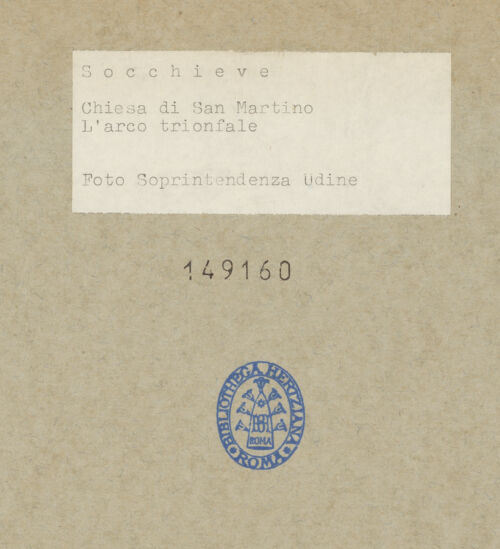 Socchieve
Chiesa di San Martino
L'arco trionfale
Foto Soprintendenza Udine
149160
BIBLIOTHECA HERTZIANA
ROMA
ROMA